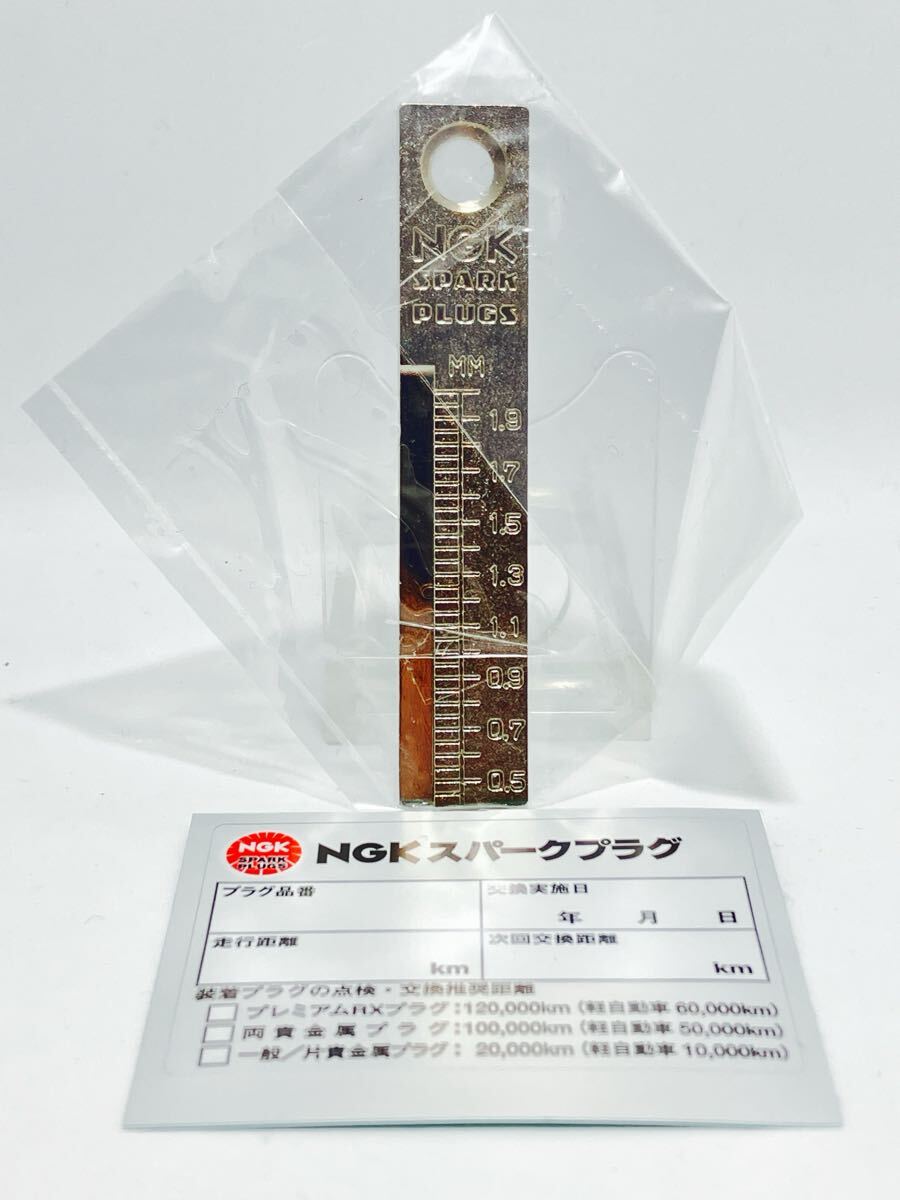 NGK
SPARK
PLUGS
MM
1.9
1.7
1.5
1.3
1.1
0.9
0.7
0.5
NGK
SPARK
PLUGS
NGKスパークプラグ
プラグ品番
交換実施日
年 月 日
走行距離
km
次回交換距離
km
装着プラグの点検・交換推奨距離
プレミアムRXプラグ:120,000km(軽自動車 60,000km)
両貴金属プラグ:100,000km(軽自動車 50,000km)
一般/片貴金属プラグ: 20,000km(軽自動車 10,000km)